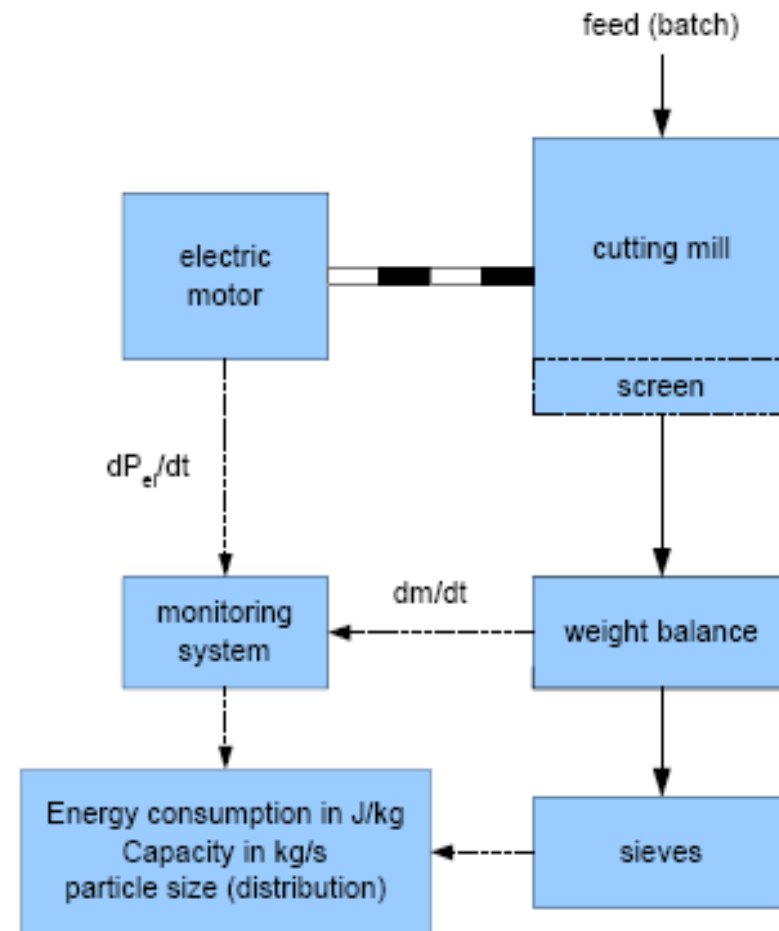 feed (batch)
cutting mill
electric
motor
screen
dPel/dt
dm/dt
monitoring
system
weight balance
Energy consumption in J/kg
Capacity in kg/s
particle size (distribution)
sieves